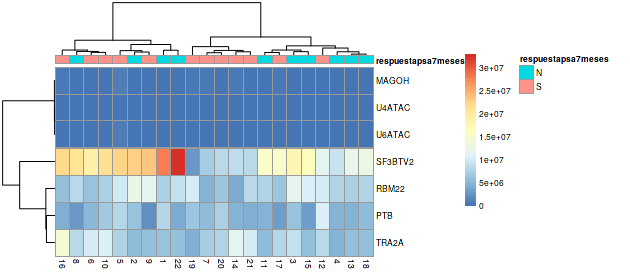 respuestapsa7meses
MAGOH
U4ATAC
U6ATAC
SF3BTV2
RBM22
PTB
TRA2A
16 8 6 10 5 2 9 1 22 19 7 20 14 21 11 17 3 15 12 4 13 18
3e+07
2.5e+07
2e+07
1.5e+07
1e+07
5e+06
0
respuestapsa7meses
N
S